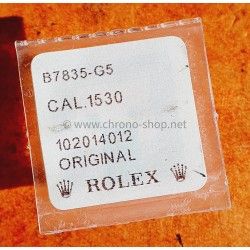 B7835-G5
CAL.1530
www.chrono-shop.net
102014012
ORIGINAL
ROLEX